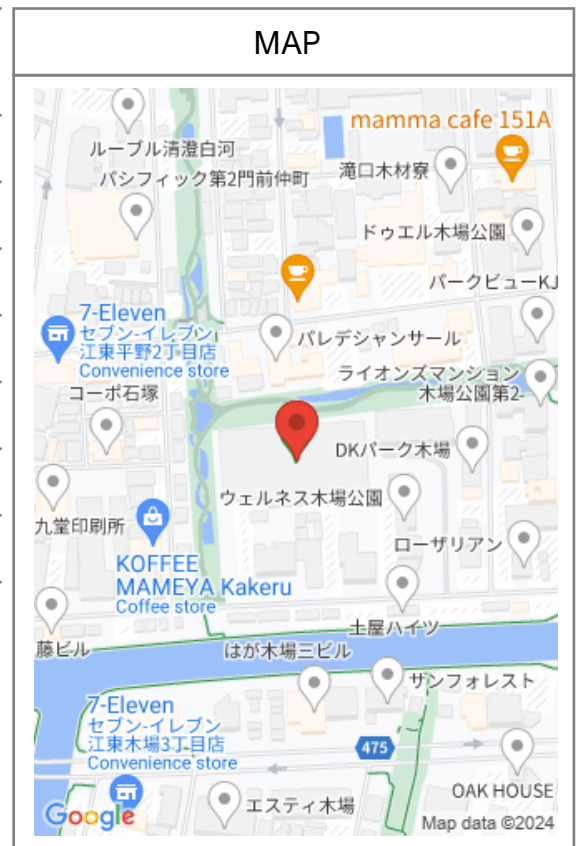 MAP
mamma cafe 151A
ルーブル清澄白河
パシフィック第2門前仲町
滝口木材寮
ドゥエル木場公園
パークビューKJ
7-Eleven
セブン-イレブン
江東平野2丁目店
Convenience store
パレデシャンサール
ライオンズマンション
木場公園第2
コーポ石塚
DKパーク木場
ウェルネス木場公園
九堂印刷所
ローザリアン
KOFFEE
MAMEYA Kakeru
Coffee store
土屋ハイツ
藤ビル
はが木場三ビル
サンフォレスト
7-Eleven
セブン-イレブン
江東木場3丁目店
Convenience store
475
OAK HOUSE
エスティ木場
Google
Map data ©2024